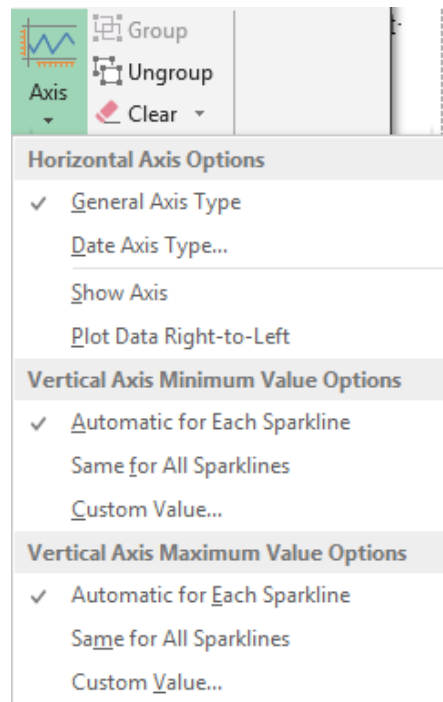 Axis
Group
Ungroup
Clear
Horizontal Axis Options
General Axis Type
Date Axis Type...
Show Axis
Plot Data Right-to-Left
Vertical Axis Minimum Value Options
Automatic for Each Sparkline
Same for All Sparklines
Custom Value...
Vertical Axis Maximum Value Options
Automatic for Each Sparkline
Same for All Sparklines
Custom Value...